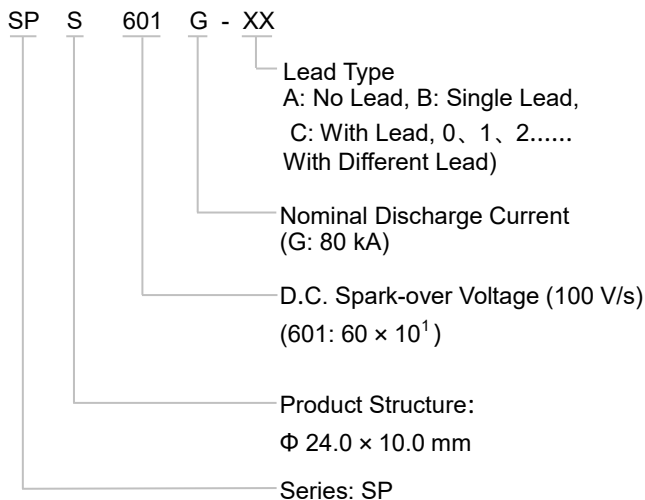 SP S 601 G - XX
Lead Type
A: No Lead, B: Single Lead,
C: With Lead, 0、1、2......
With Different Lead)
Nominal Discharge Current
(G: 80 kA)
D.C. Spark-over Voltage (100 V/s)
(601: 60 × 10¹)
Product Structure:
Φ 24.0 × 10.0 mm
Series: SP